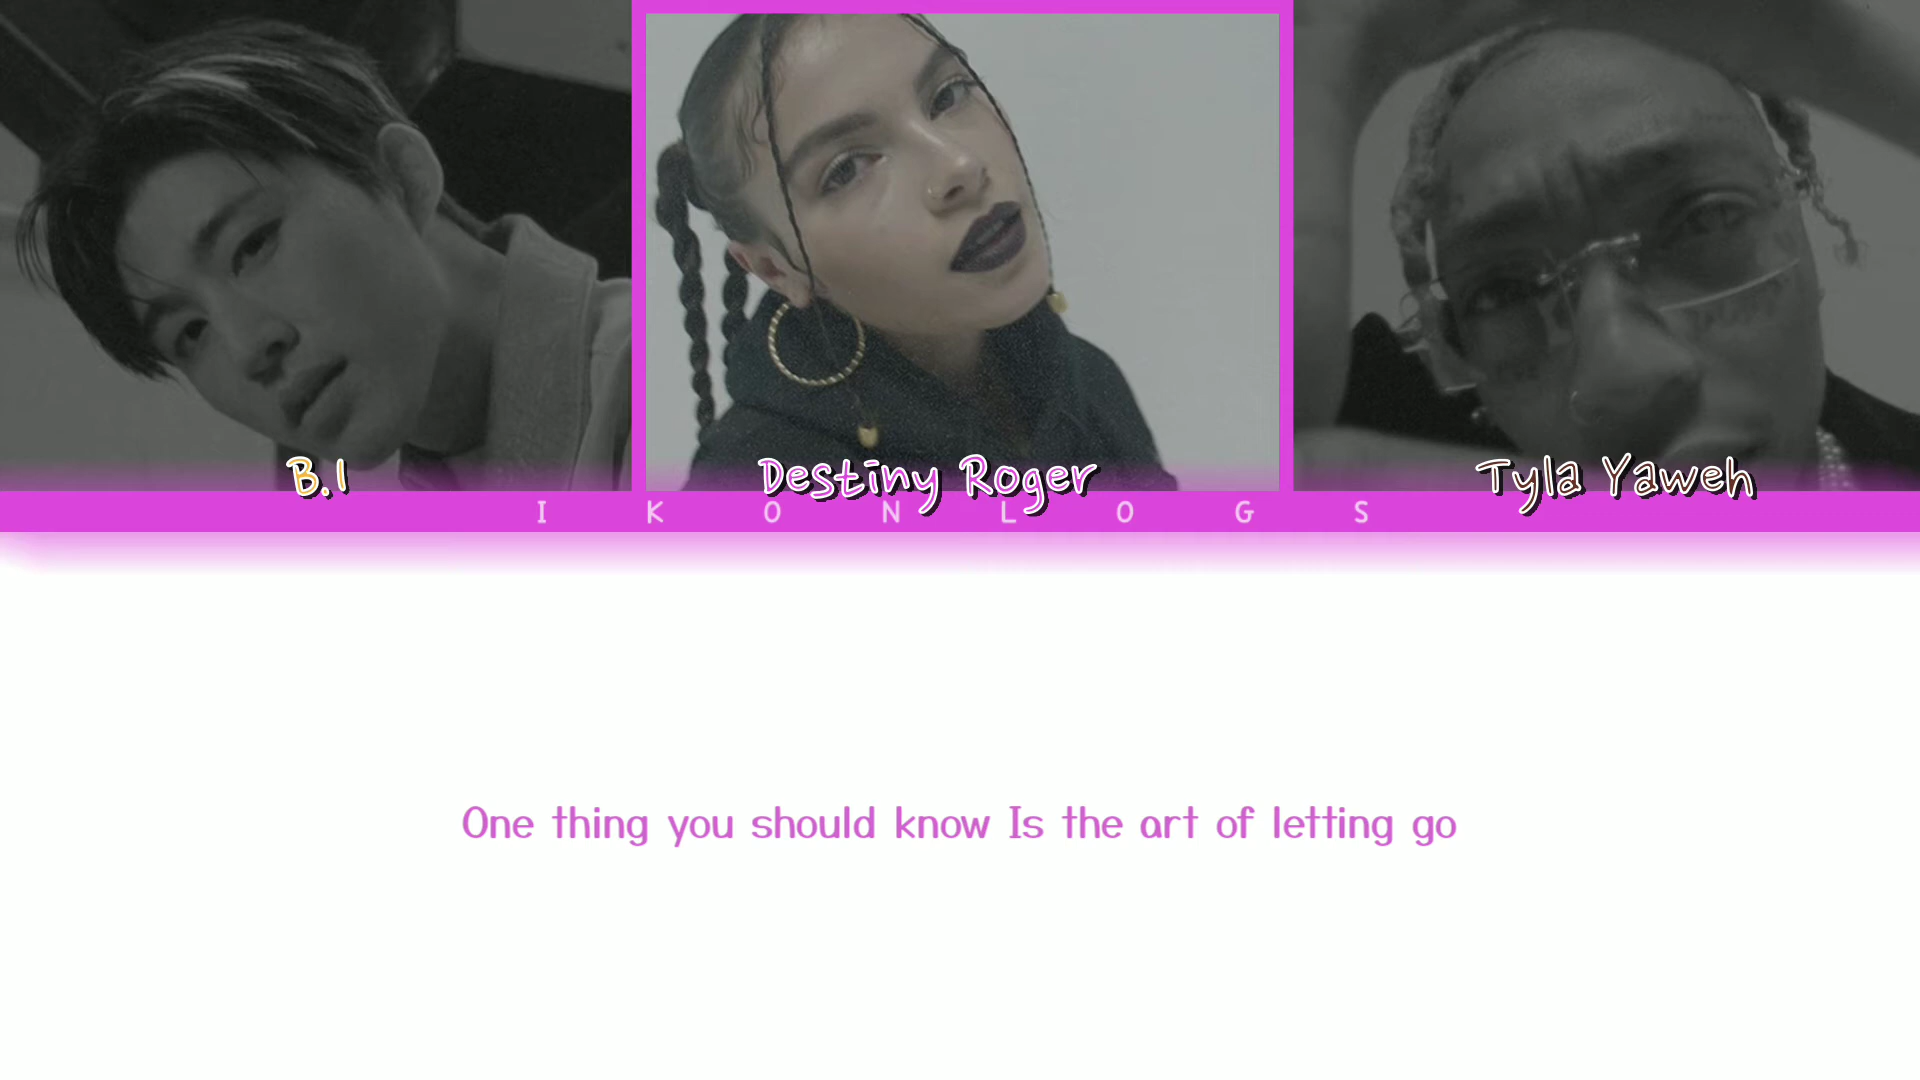 B.I
Destiny Roger
Tyla Yaweh
I K O N L O G S
One thing you should know Is the art of letting go